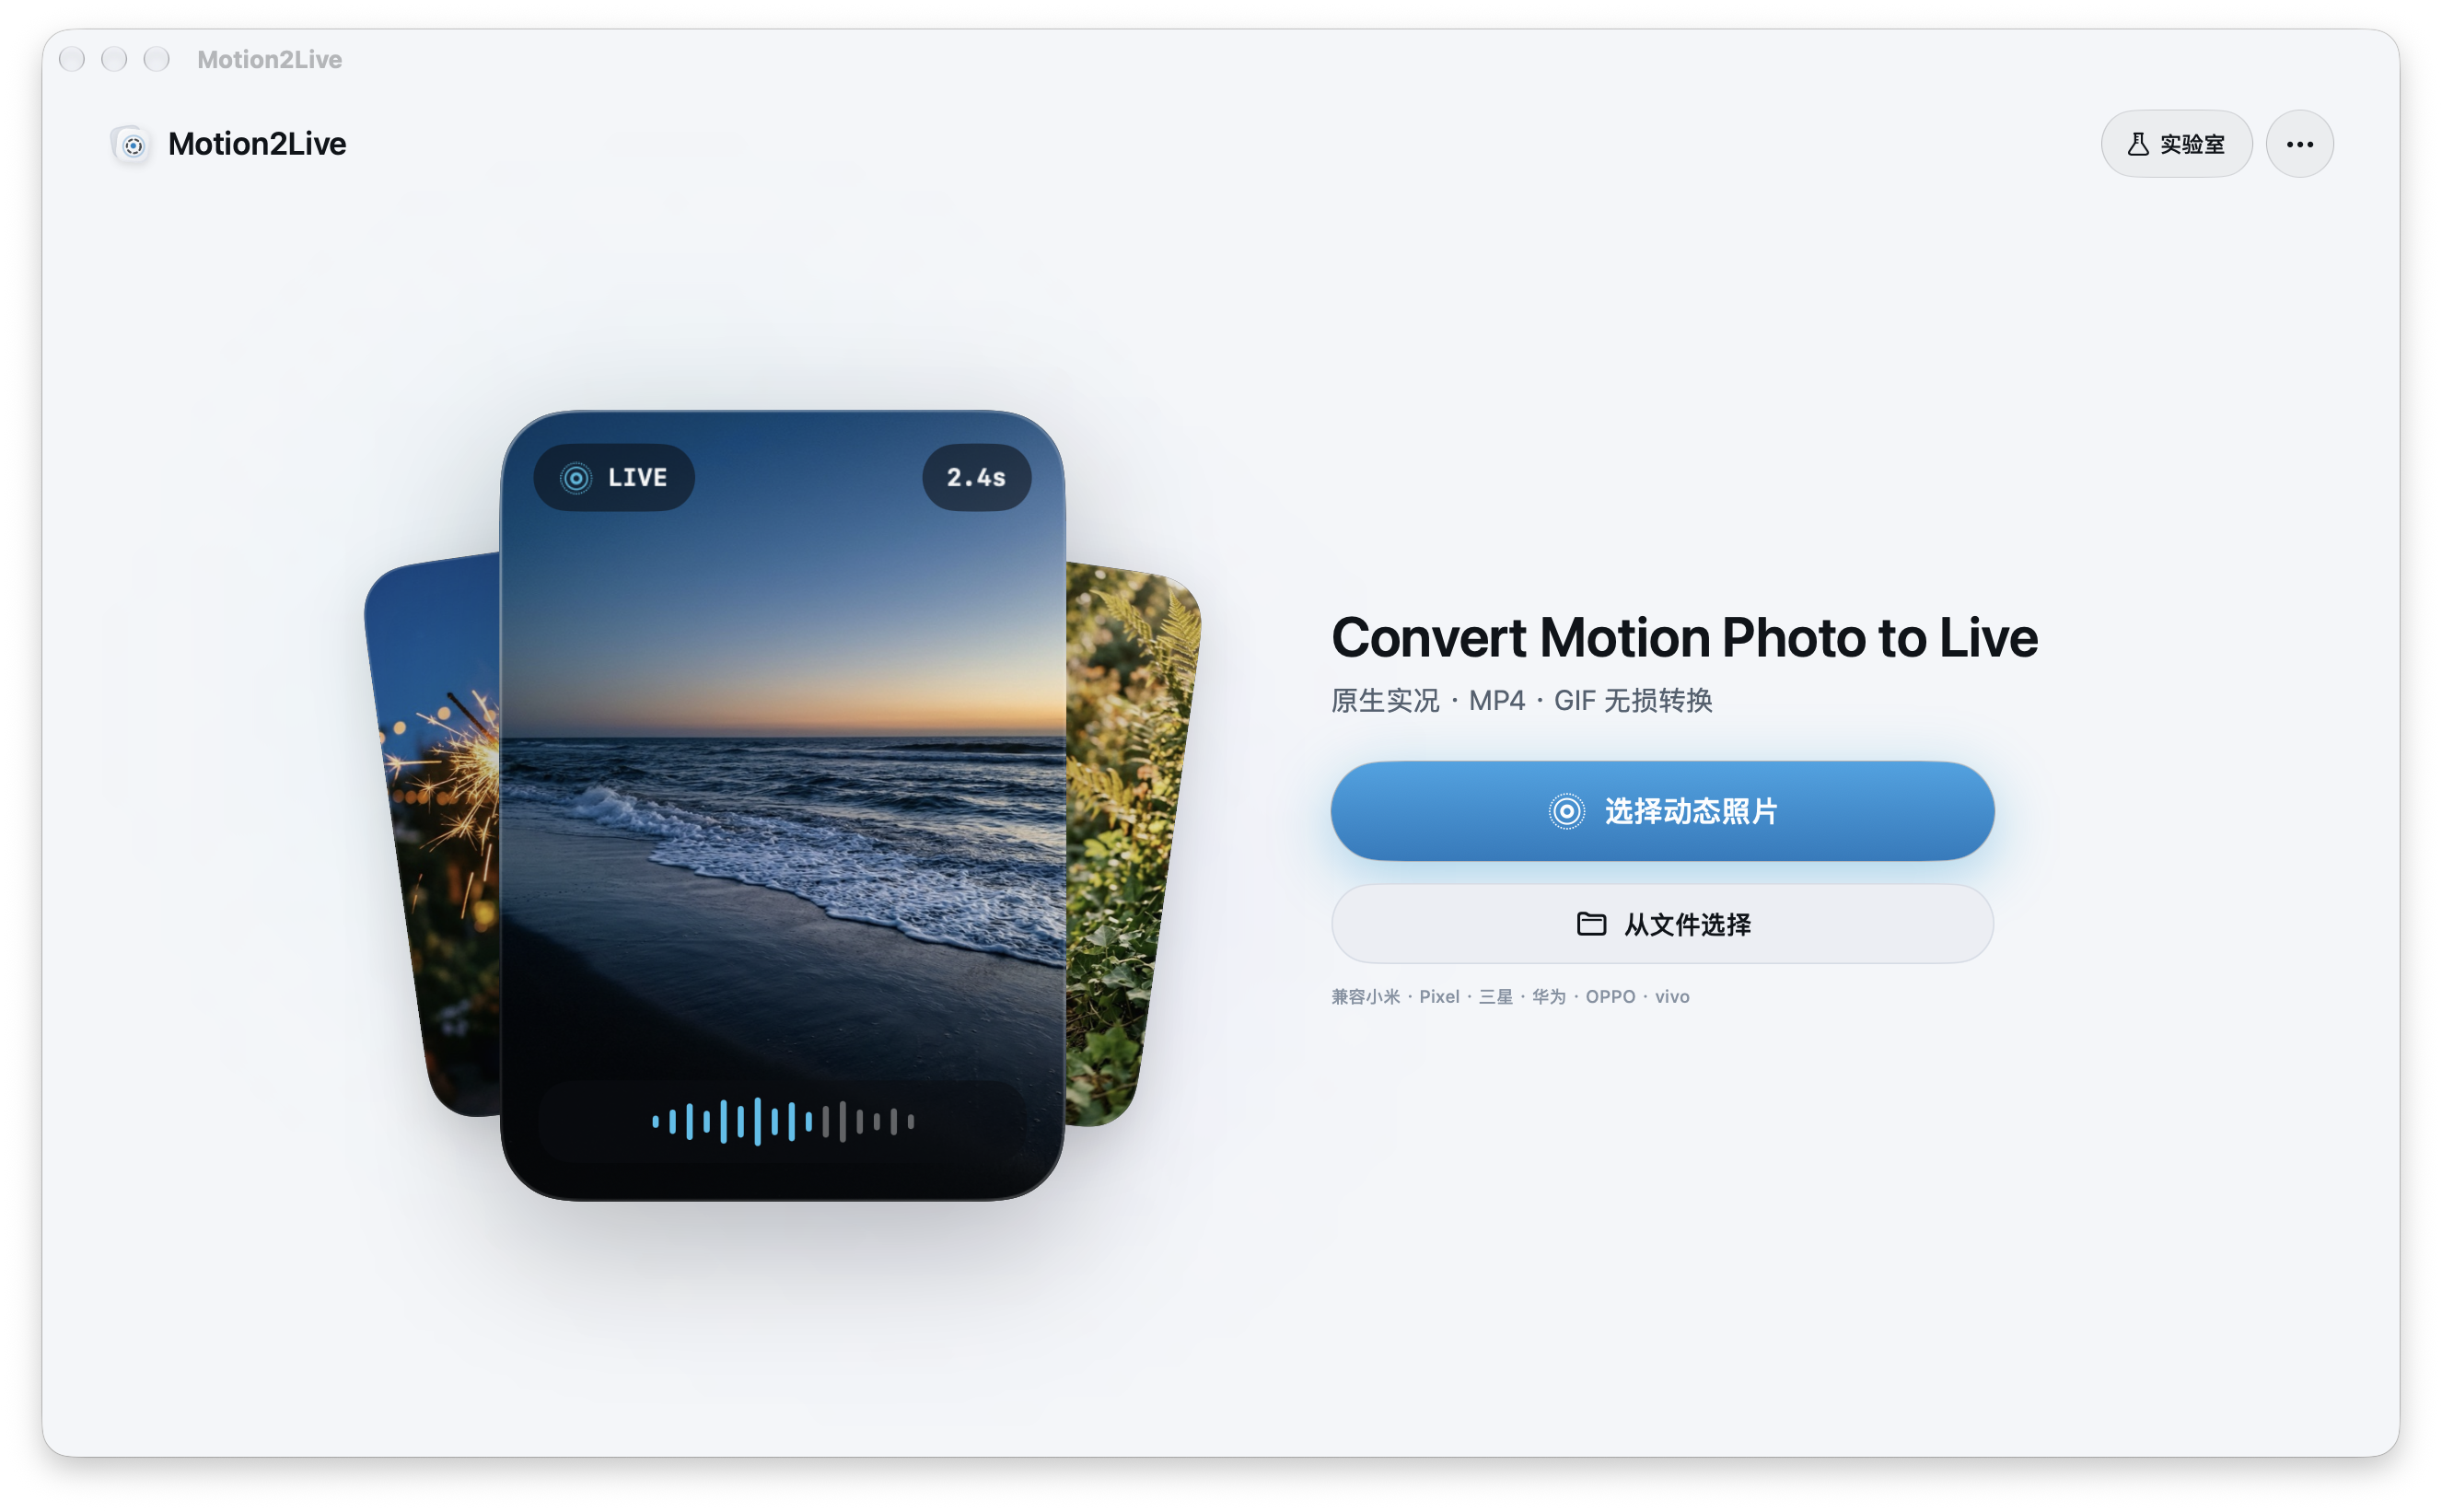 Motion2Live
Motion2Live
实验室
LIVE
2.4s
Convert Motion Photo to Live
原生实况 · MP4 · GIF 无损转换
选择动态照片
从文件选择
兼容小米 · Pixel · 三星 · 华为 · OPPO · vivo